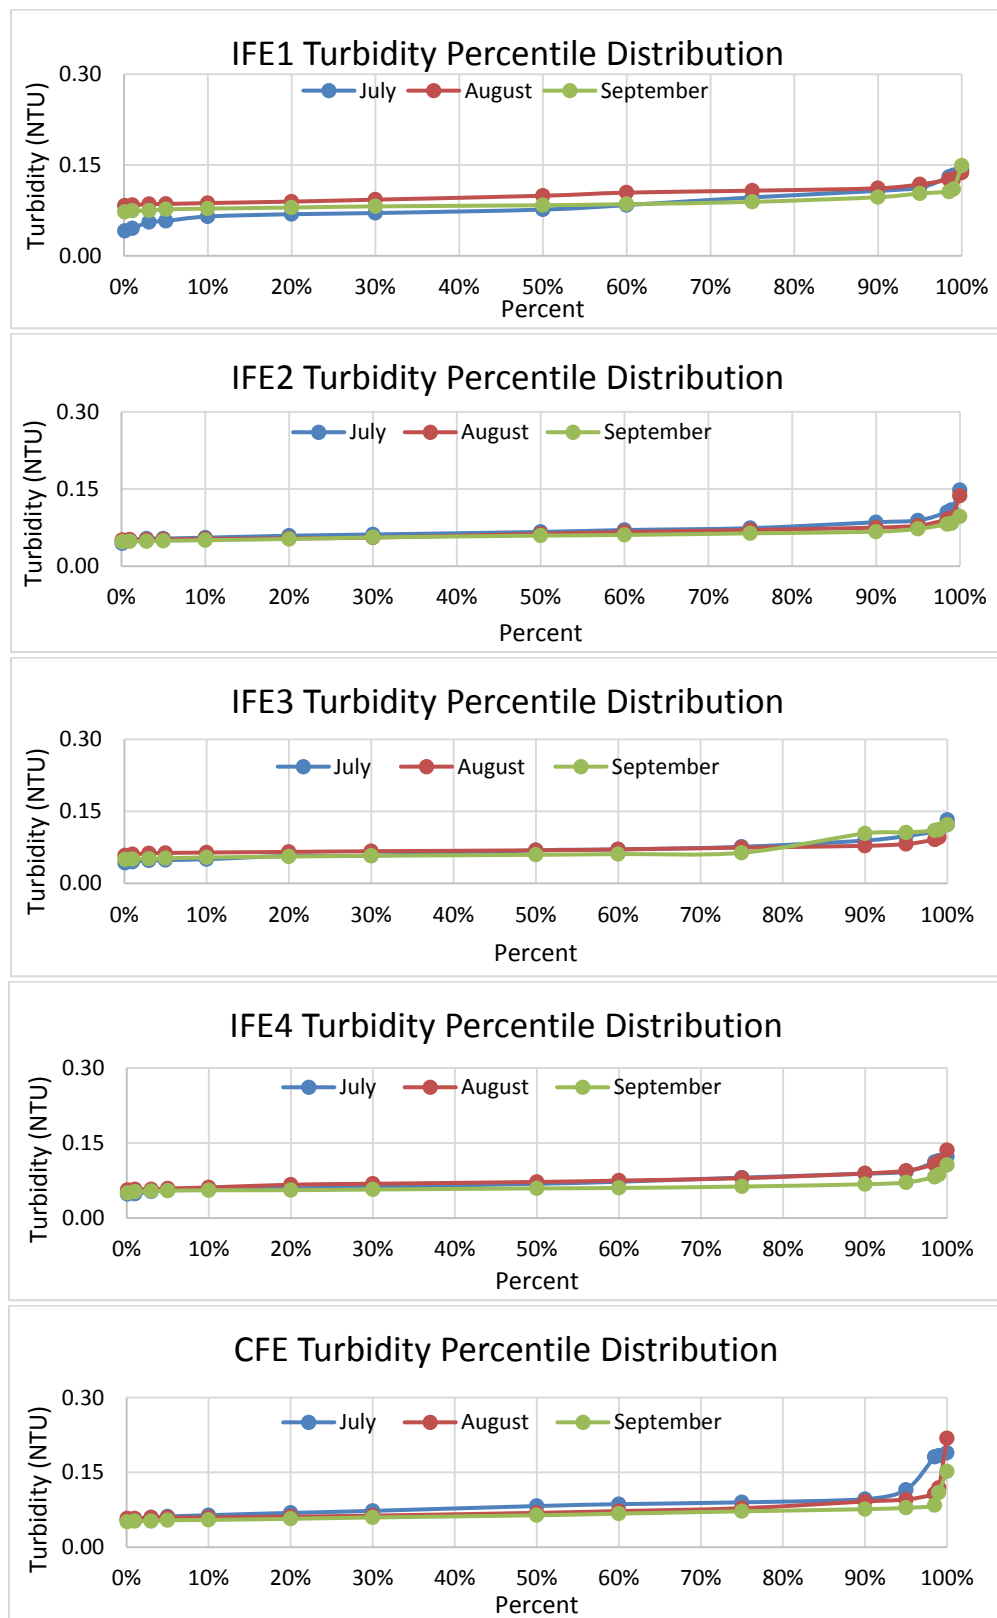 IFE1 Turbidity Percentile Distribution
0.30
July August September
0.15
0.00
Turbidity (NTU)
0% 10% 20% 30% 40% 50% 60% 70% 80% 90% 100%
Percent
IFE2 Turbidity Percentile Distribution
0.30
July August September
0.15
0.00
Turbidity (NTU)
0% 10% 20% 30% 40% 50% 60% 70% 80% 90% 100%
Percent
IFE3 Turbidity Percentile Distribution
0.30
July August September
0.15
0.00
Turbidity (NTU)
0% 10% 20% 30% 40% 50% 60% 70% 80% 90% 100%
Percent
IFE4 Turbidity Percentile Distribution
0.30
July August September
0.15
0.00
Turbidity (NTU)
0% 10% 20% 30% 40% 50% 60% 70% 80% 90% 100%
Percent
CFE Turbidity Percentile Distribution
0.30
July August September
0.15
0.00
Turbidity (NTU)
0% 10% 20% 30% 40% 50% 60% 70% 80% 90% 100%
Percent